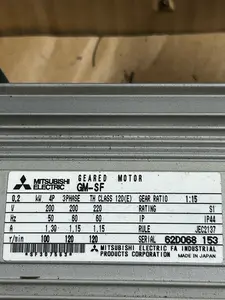 MITSUBISHI ELECTRIC GEARED MOTOR
GM-SF
0.2 kW 4P 3PHASE TH CLASS 120(E) GEAR RATIO 1:15
V 200 200 220 RATING S1
Hz 50 60 60 IP44
A 1.30 1.15 1.15 RULE JEC2137
r/min 100 120 120 SERIAL 62D068 153
MITSUBISHI ELECTRIC FA INDUSTRIAL
PRODUCTS CORPORATION MADE IN JAPAN